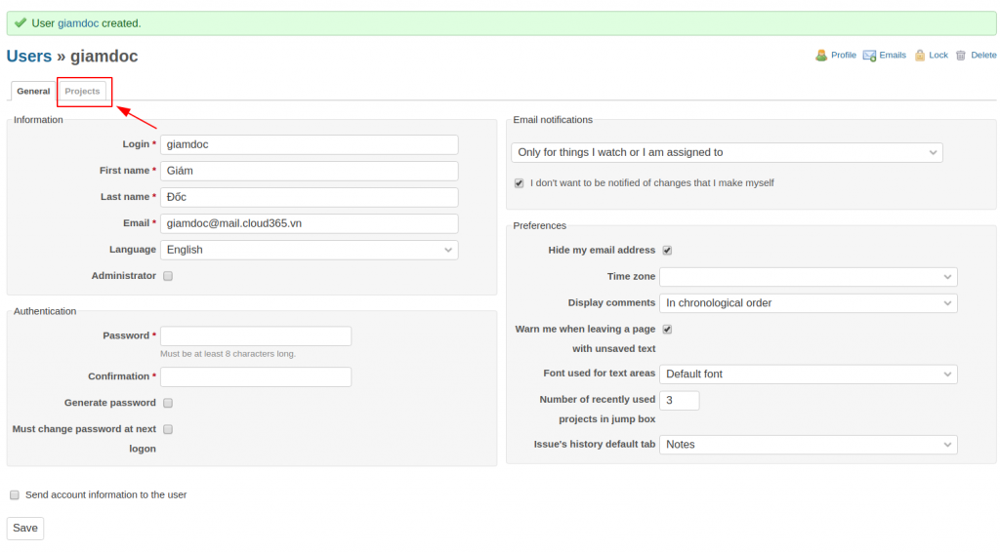 User giamdoc created.
Users » giamdoc
Profile Emails Lock Delete
General Projects
Information
Login *
giamdoc
First name *
Giám
Last name *
Đốc
Email *
giamdoc@mail.cloud365.vn
Language
English
Administrator
Authentication
Password *
Must be at least 8 characters long.
Confirmation *
Generate password
Must change password at next
logon
Send account information to the user
Save
Email notifications
Only for things I watch or I am assigned to
I don't want to be notified of changes that I make myself
Preferences
Hide my email address
Time zone
Display comments
In chronological order
Warn me when leaving a page
with unsaved text
Font used for text areas
Default font
Number of recently used
projects in jump box
3
Issue's history default tab
Notes